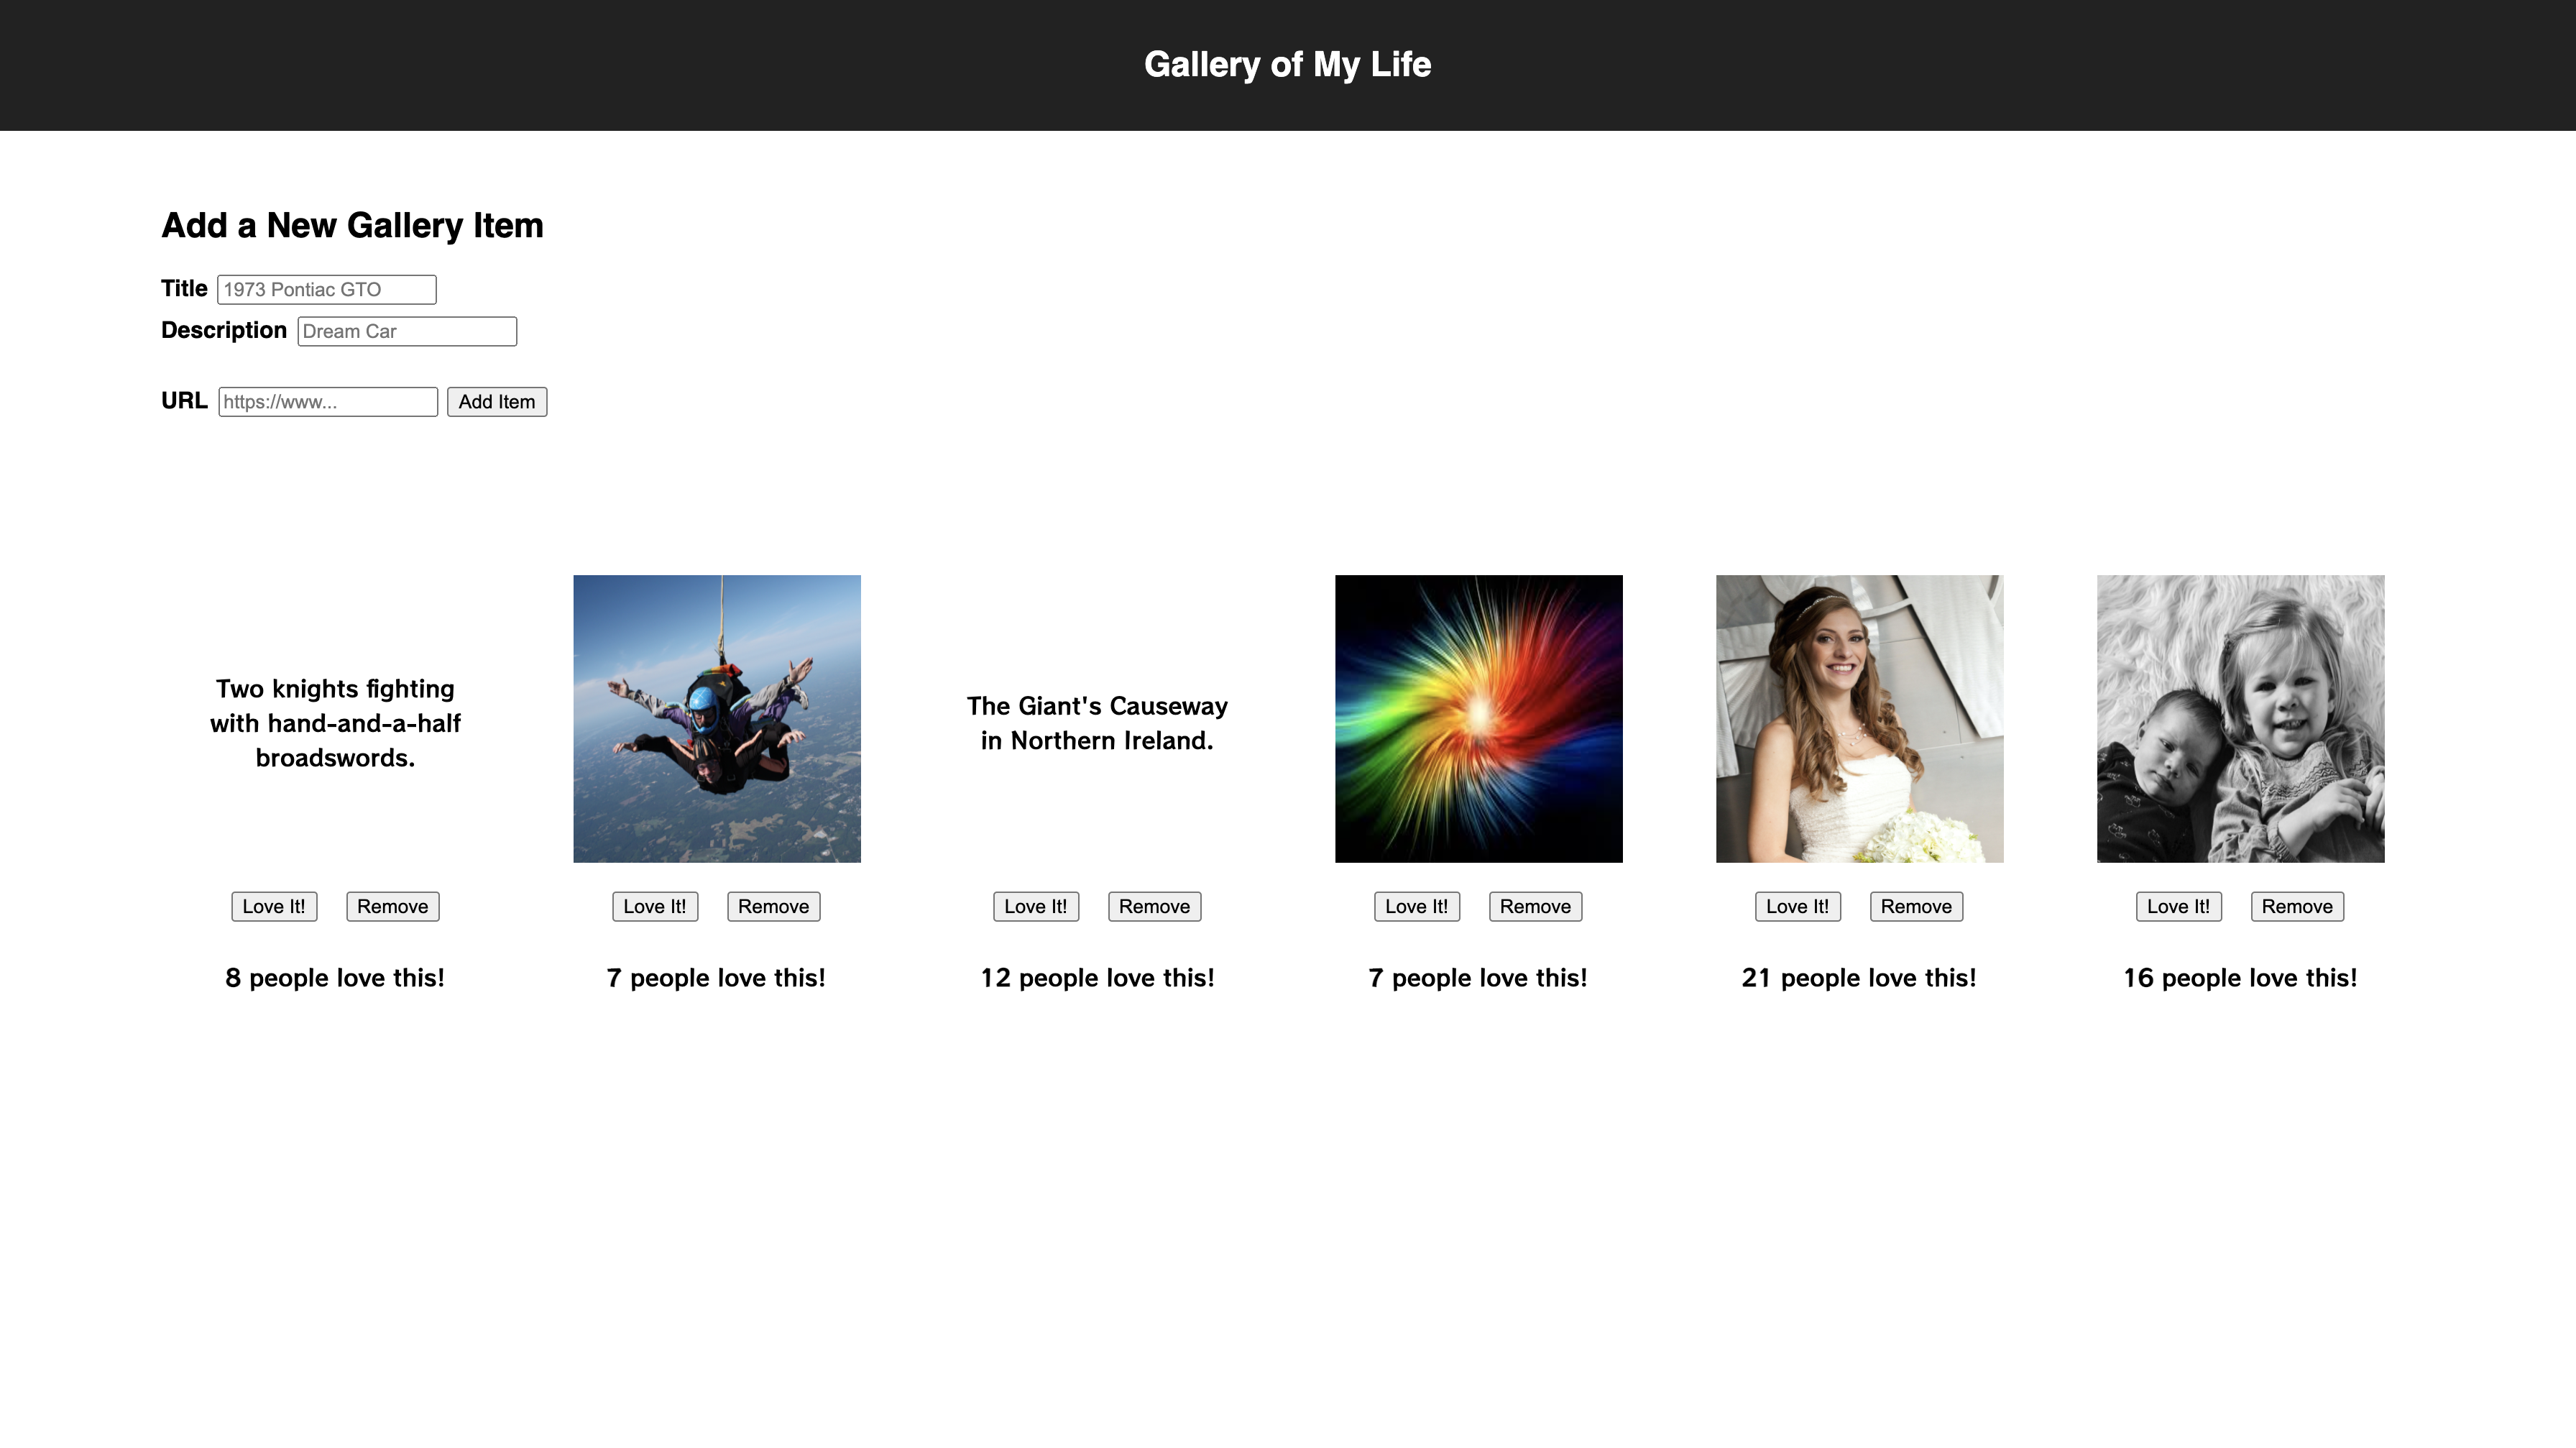 Gallery of My Life
Add a New Gallery Item
Title 1973 Pontiac GTO
Description Dream Car
URL https://www... Add Item
Two knights fighting
with hand-and-a-half
broadswords.
The Giant's Causeway
in Northern Ireland.
Love It! Remove Love It! Remove Love It! Remove Love It! Remove Love It! Remove Love It! Remove
8 people love this! 7 people love this! 12 people love this! 7 people love this! 21 people love this! 16 people love this!